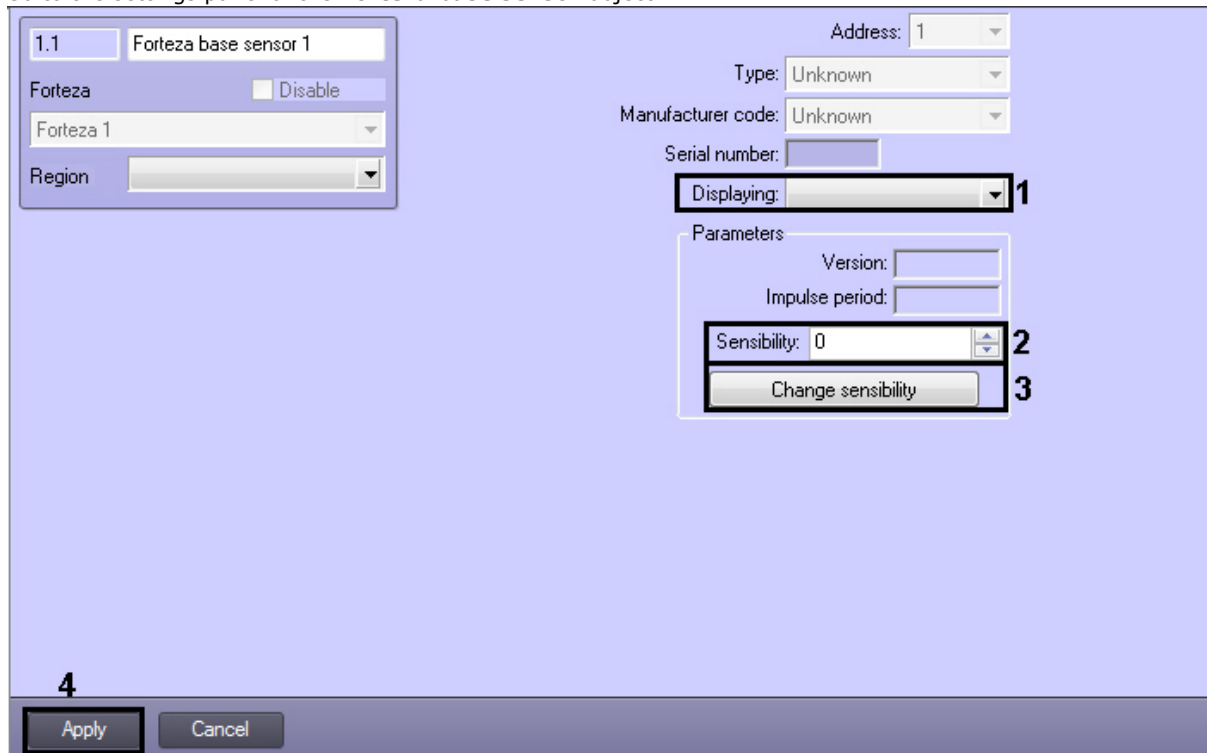 1.1 Forteza base sensor 1
Forteza Disable
Forteza 1
Region
Address: 1
Type: Unknown
Manufacturer code: Unknown
Serial number:
Displaying: 1
Parameters
Version:
Impulse period:
Sensibility: 0 2
Change sensibility 3
4
Apply Cancel